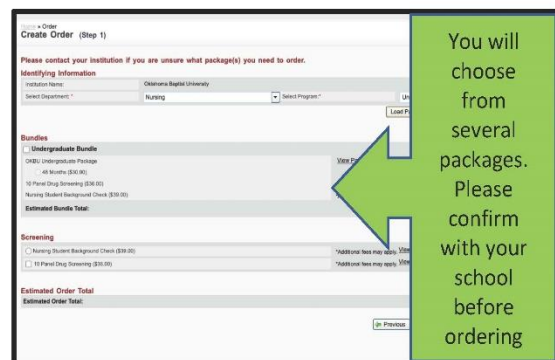 Home » Order
Create Order (Step 1)
Please contact your institution if you are unsure what package(s) you need to order.
Identifying Information
Institution Name: Oklahoma Baptist University
Select Department: * Nursing Select Program:* Un
Load P
Bundles
Undergraduate Bundle
OKBU Undergraduate Package View
48 Months ($30.00)
10 Panel Drug Screening ($36.00)
Nursing Student Background Check ($39.00)
Estimated Bundle Total:
Screening
Nursing Student Background Check ($39.00) *Additional fees may apply. View
10 Panel Drug Screening ($36.00) *Additional fees may apply. View
Estimated Order Total
Estimated Order Total:
Previous
You will
choose
from
several
packages.
Please
confirm
with your
school
before
ordering